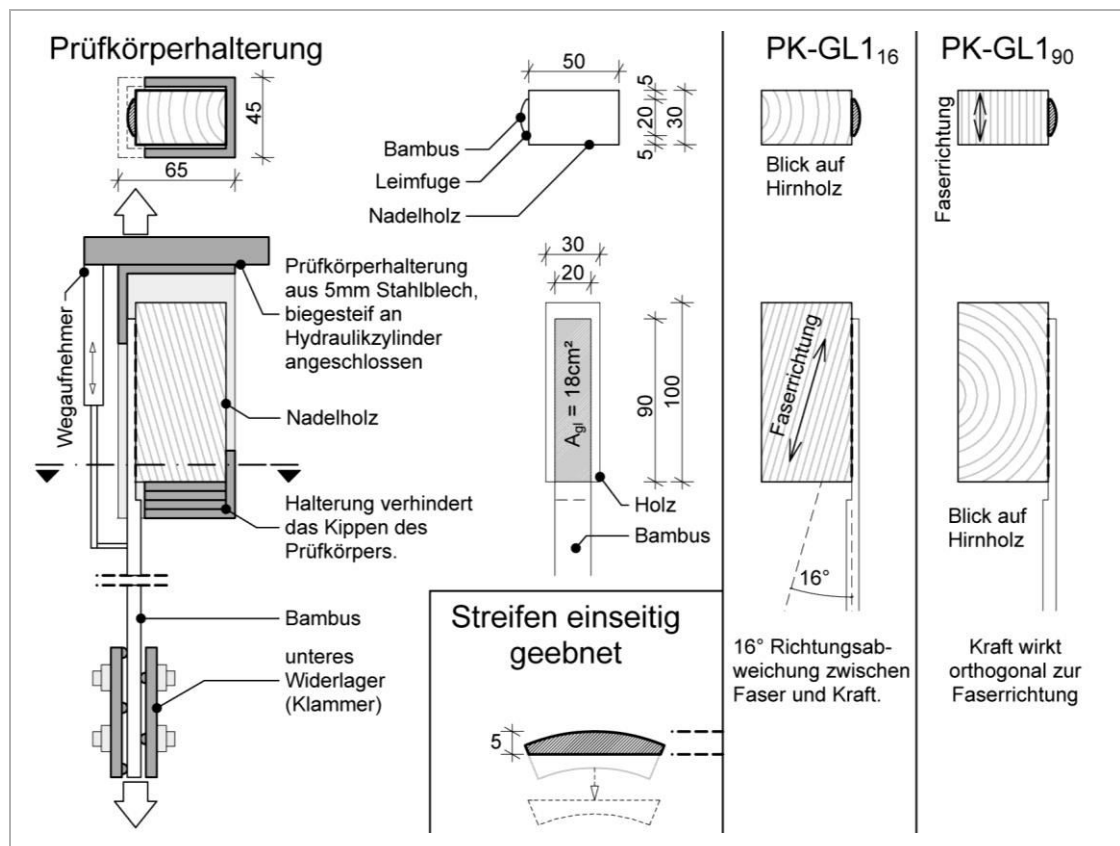 Prüfkörperhalterung
45
65
Wegaufnehmer
Prüfkörperhalterung
aus 5mm Stahlblech,
biegesteif an
Hydraulikzylinder
angeschlossen
Nadelholz
Halterung verhindert
das Kippen des
Prüfkörpers.
Bambus
unteres
Widerlager
(Klammer)
50
5
20
30
5
Bambus
Leimfuge
Nadelholz
30
20
A_gl = 18cm²
90
100
Holz
Bambus
Streifen einseitig
geebnet
5
PK-GL1₁₆
Blick auf
Hirnholz
Faserrichtung
16°
16° Richtungsab-
weichung zwischen
Faser und Kraft.
PK-GL1₉₀
Faserrichtung
Blick auf
Hirnholz
Kraft wirkt
orthogonal zur
Faserrichtung